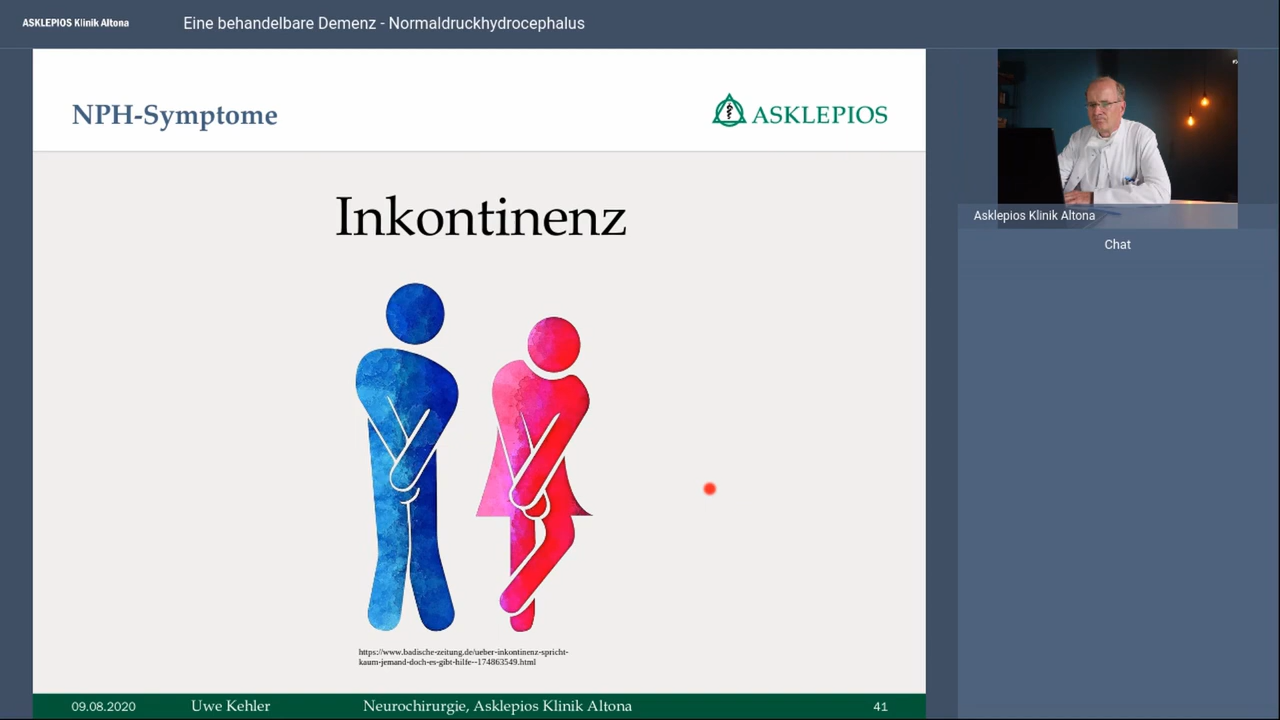 ASKLEPIOS Klinik Altona
Eine behandelbare Demenz - Normaldruckhydrocephalus
NPH-Symptome
ASKLEPIOS
Inkontinenz
https://www.badische-zeitung.de/ueber-inkontinenz-spricht-
kaum-jemand-doch-es-gibt-hilfe--174863549.html
09.08.2020 Uwe Kehler Neurochirurgie, Asklepios Klinik Altona 41
Asklepios Klinik Altona
Chat